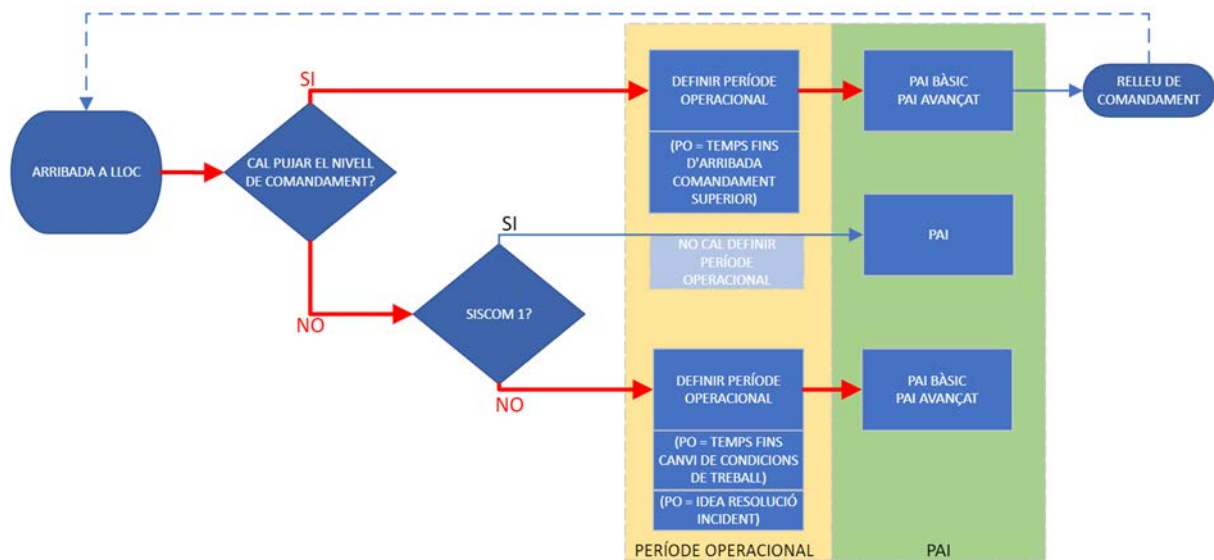 SI
DEFINIR PERÍODE
OPERACIONAL
PAI BÀSIC
PAI AVANÇAT
RELLEU DE
COMANDAMENT
ARRIBADA A LLOC
CAL PUJAR EL NIVELL
DE COMANDAMENT?
(PO = TEMPS FINS
D'ARRIBADA
COMANDAMENT
SUPERIOR)
SI
PAI
NO CAL DEFINIR
PERÍODE
OPERACIONAL
NO
SISCOM 1?
NO
DEFINIR PERÍODE
OPERACIONAL
PAI BÀSIC
PAI AVANÇAT
(PO = TEMPS FINS
CANVI DE CONDICIONS
DE TREBALL)
(PO = IDEA RESOLUCIÓ
INCIDENT)
PERÍODE OPERACIONAL
PAI